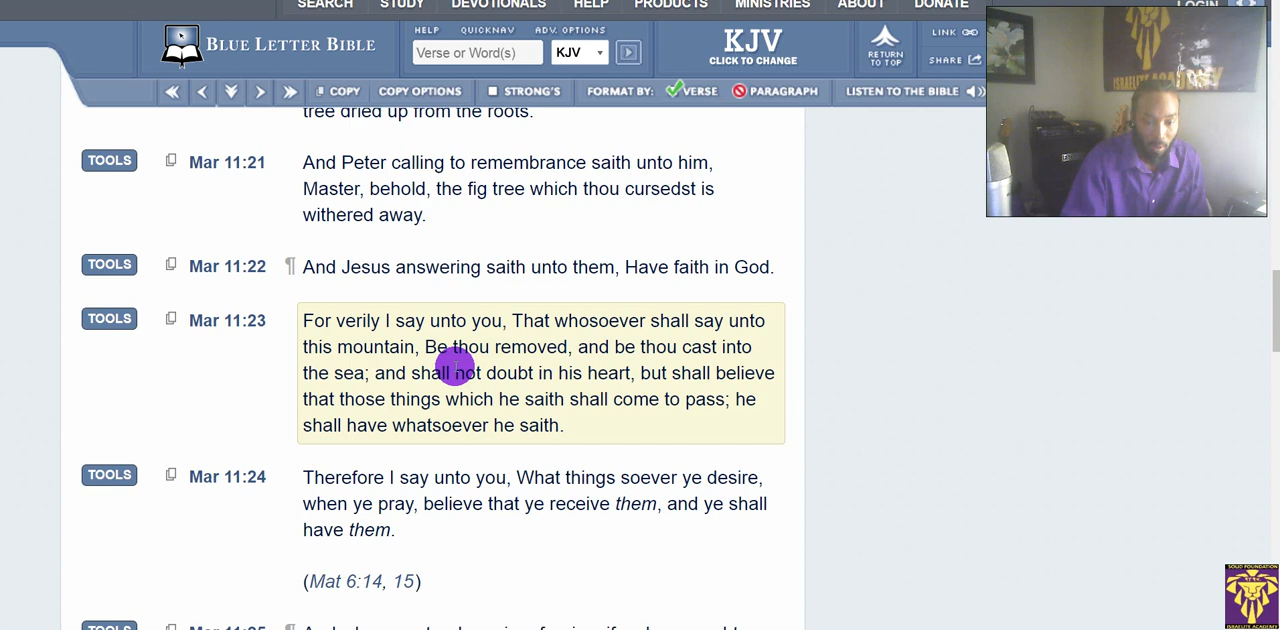 SEARCH STUDY DEVOTIONALS HELP PRODUCTS MINISTRIES ABOUT DONATE LOGIN
BLUE LETTER BIBLE
HELP QUICKNAV ADV. OPTIONS
Verse or Word(s) KJV
KJV
CLICK TO CHANGE
RETURN
TO TOP
LINK
SHARE
COPY COPY OPTIONS STRONG'S FORMAT BY: VERSE PARAGRAPH LISTEN TO THE BIBLE
tree dried up from the roots.
TOOLS Mar 11:21 And Peter calling to remembrance saith unto him,
Master, behold, the fig tree which thou cursedst is
withered away.
TOOLS Mar 11:22 ¶ And Jesus answering saith unto them, Have faith in God.
TOOLS Mar 11:23 For verily I say unto you, That whosoever shall say unto
this mountain, Be thou removed, and be thou cast into
the sea; and shall not doubt in his heart, but shall believe
that those things which he saith shall come to pass; he
shall have whatsoever he saith.
TOOLS Mar 11:24 Therefore I say unto you, What things soever ye desire,
when ye pray, believe that ye receive them, and ye shall
have them.
(Mat 6:14, 15)
ISRAELITE ACADEMY
SOLID FOUNDATION
ISRAELITE ACADEMY